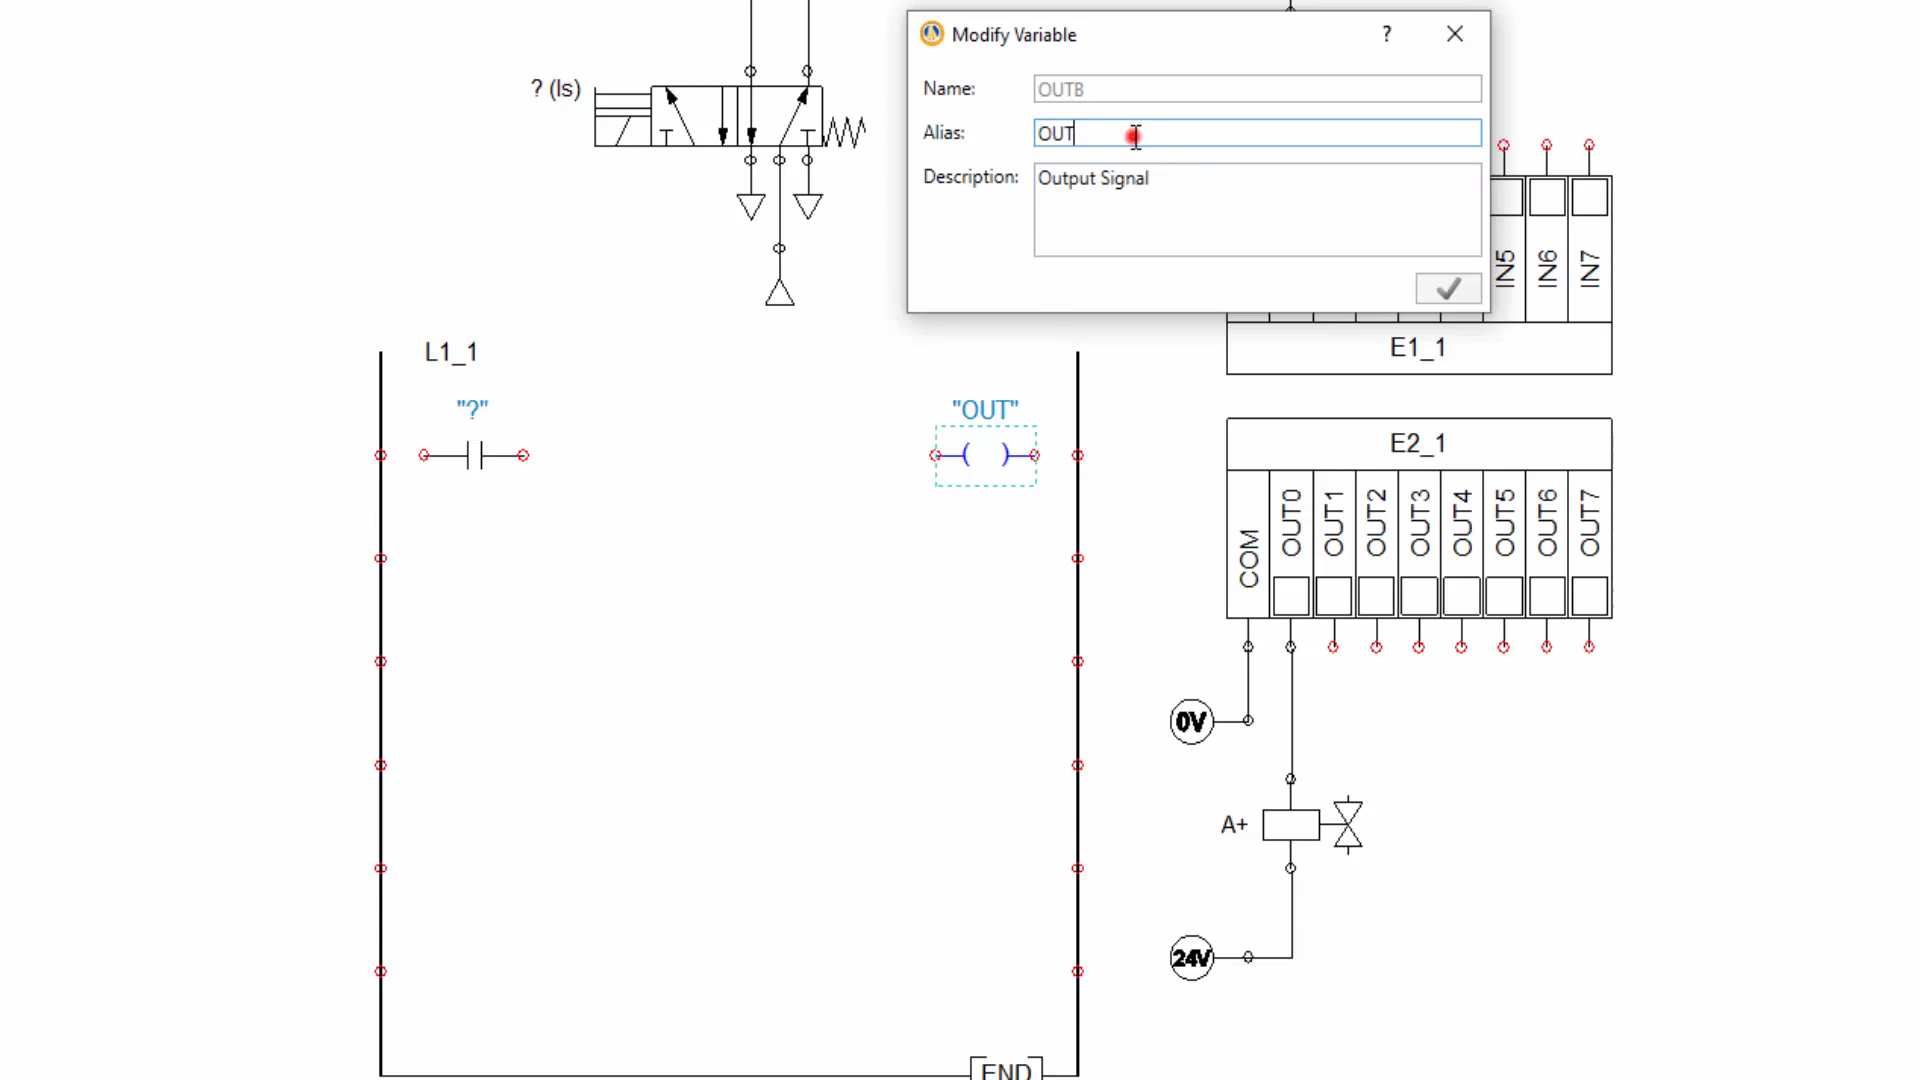 Modify Variable
?
Name:
OUTB
Alias:
OUT
Description:
Output Signal
? (ls)
IN5
IN6
IN7
E1_1
L1_1
"?"
"OUT"
E2_1
COM
OUT0
OUT1
OUT2
OUT3
OUT4
OUT5
OUT6
OUT7
0V
A+
24V
END